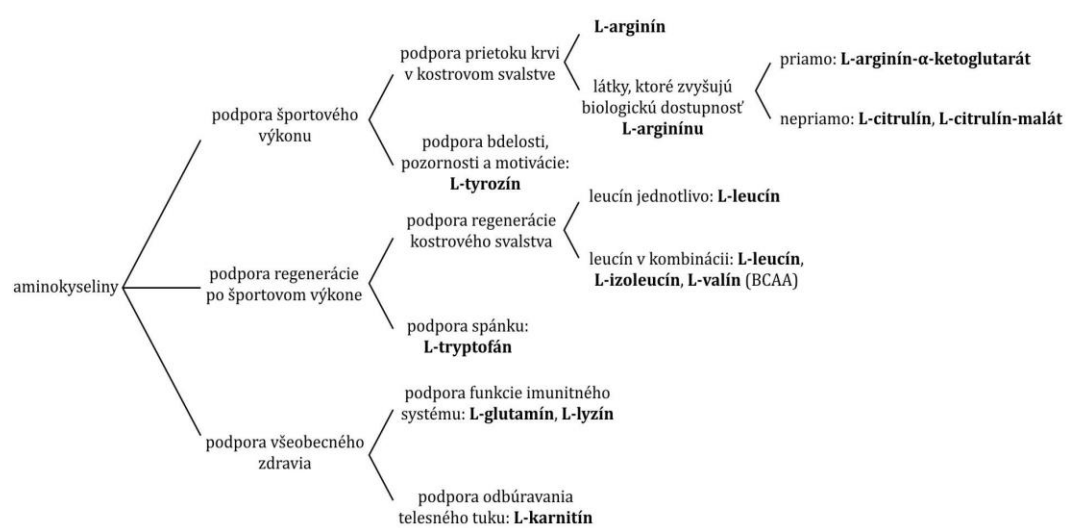 aminokyseliny
podpora športového
výkonu
podpora prietoku krvi
v kostrovom svalstve
L-arginín
látky, ktoré zvyšujú
biologickú dostupnosť
L-arginínu
priamo: L-arginín-α-ketoglutarát
nepriamo: L-citrulín, L-citrulín-malát
podpora bdelosti,
pozornosti a motivácie:
L-tyrozín
podpora regenerácie
po športovom výkone
podpora regenerácie
kostrového svalstva
leucín jednotlivo: L-leucín
leucín v kombinácii: L-leucín,
L-izoleucín, L-valín (BCAA)
podpora spánku:
L-tryptofán
podpora všeobecného
zdravia
podpora funkcie imunitného
systému: L-glutamín, L-lyzín
podpora odbúravania
telesného tuku: L-karnitín